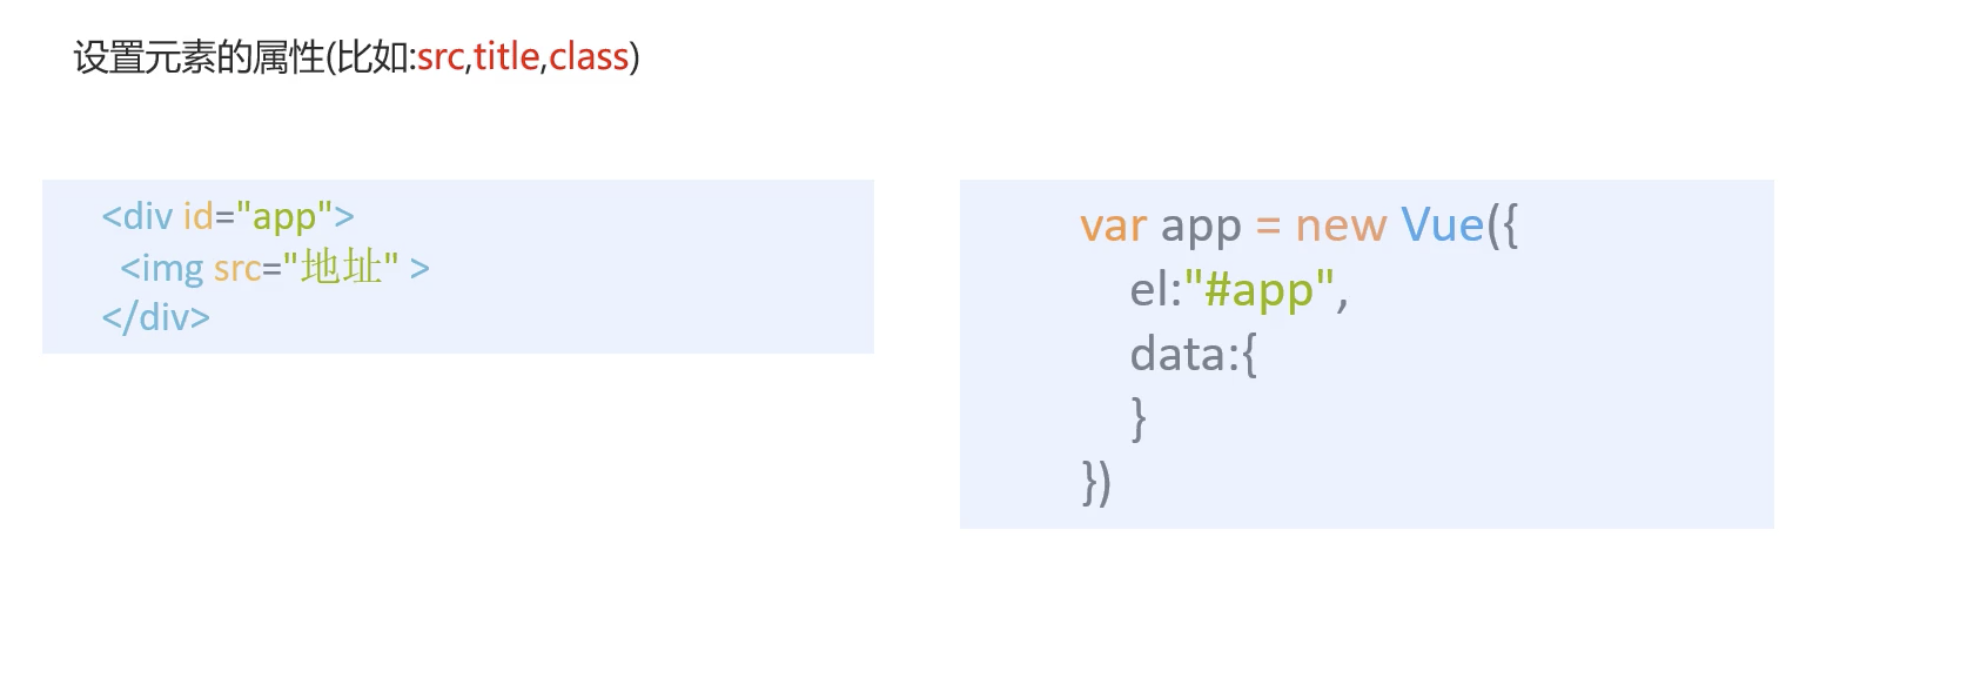 设置元素的属性(比如:src,title,class)
<div id="app">
<img src="地址" >
</div>
var app = new Vue({
el:"#app",
data:{
}
})